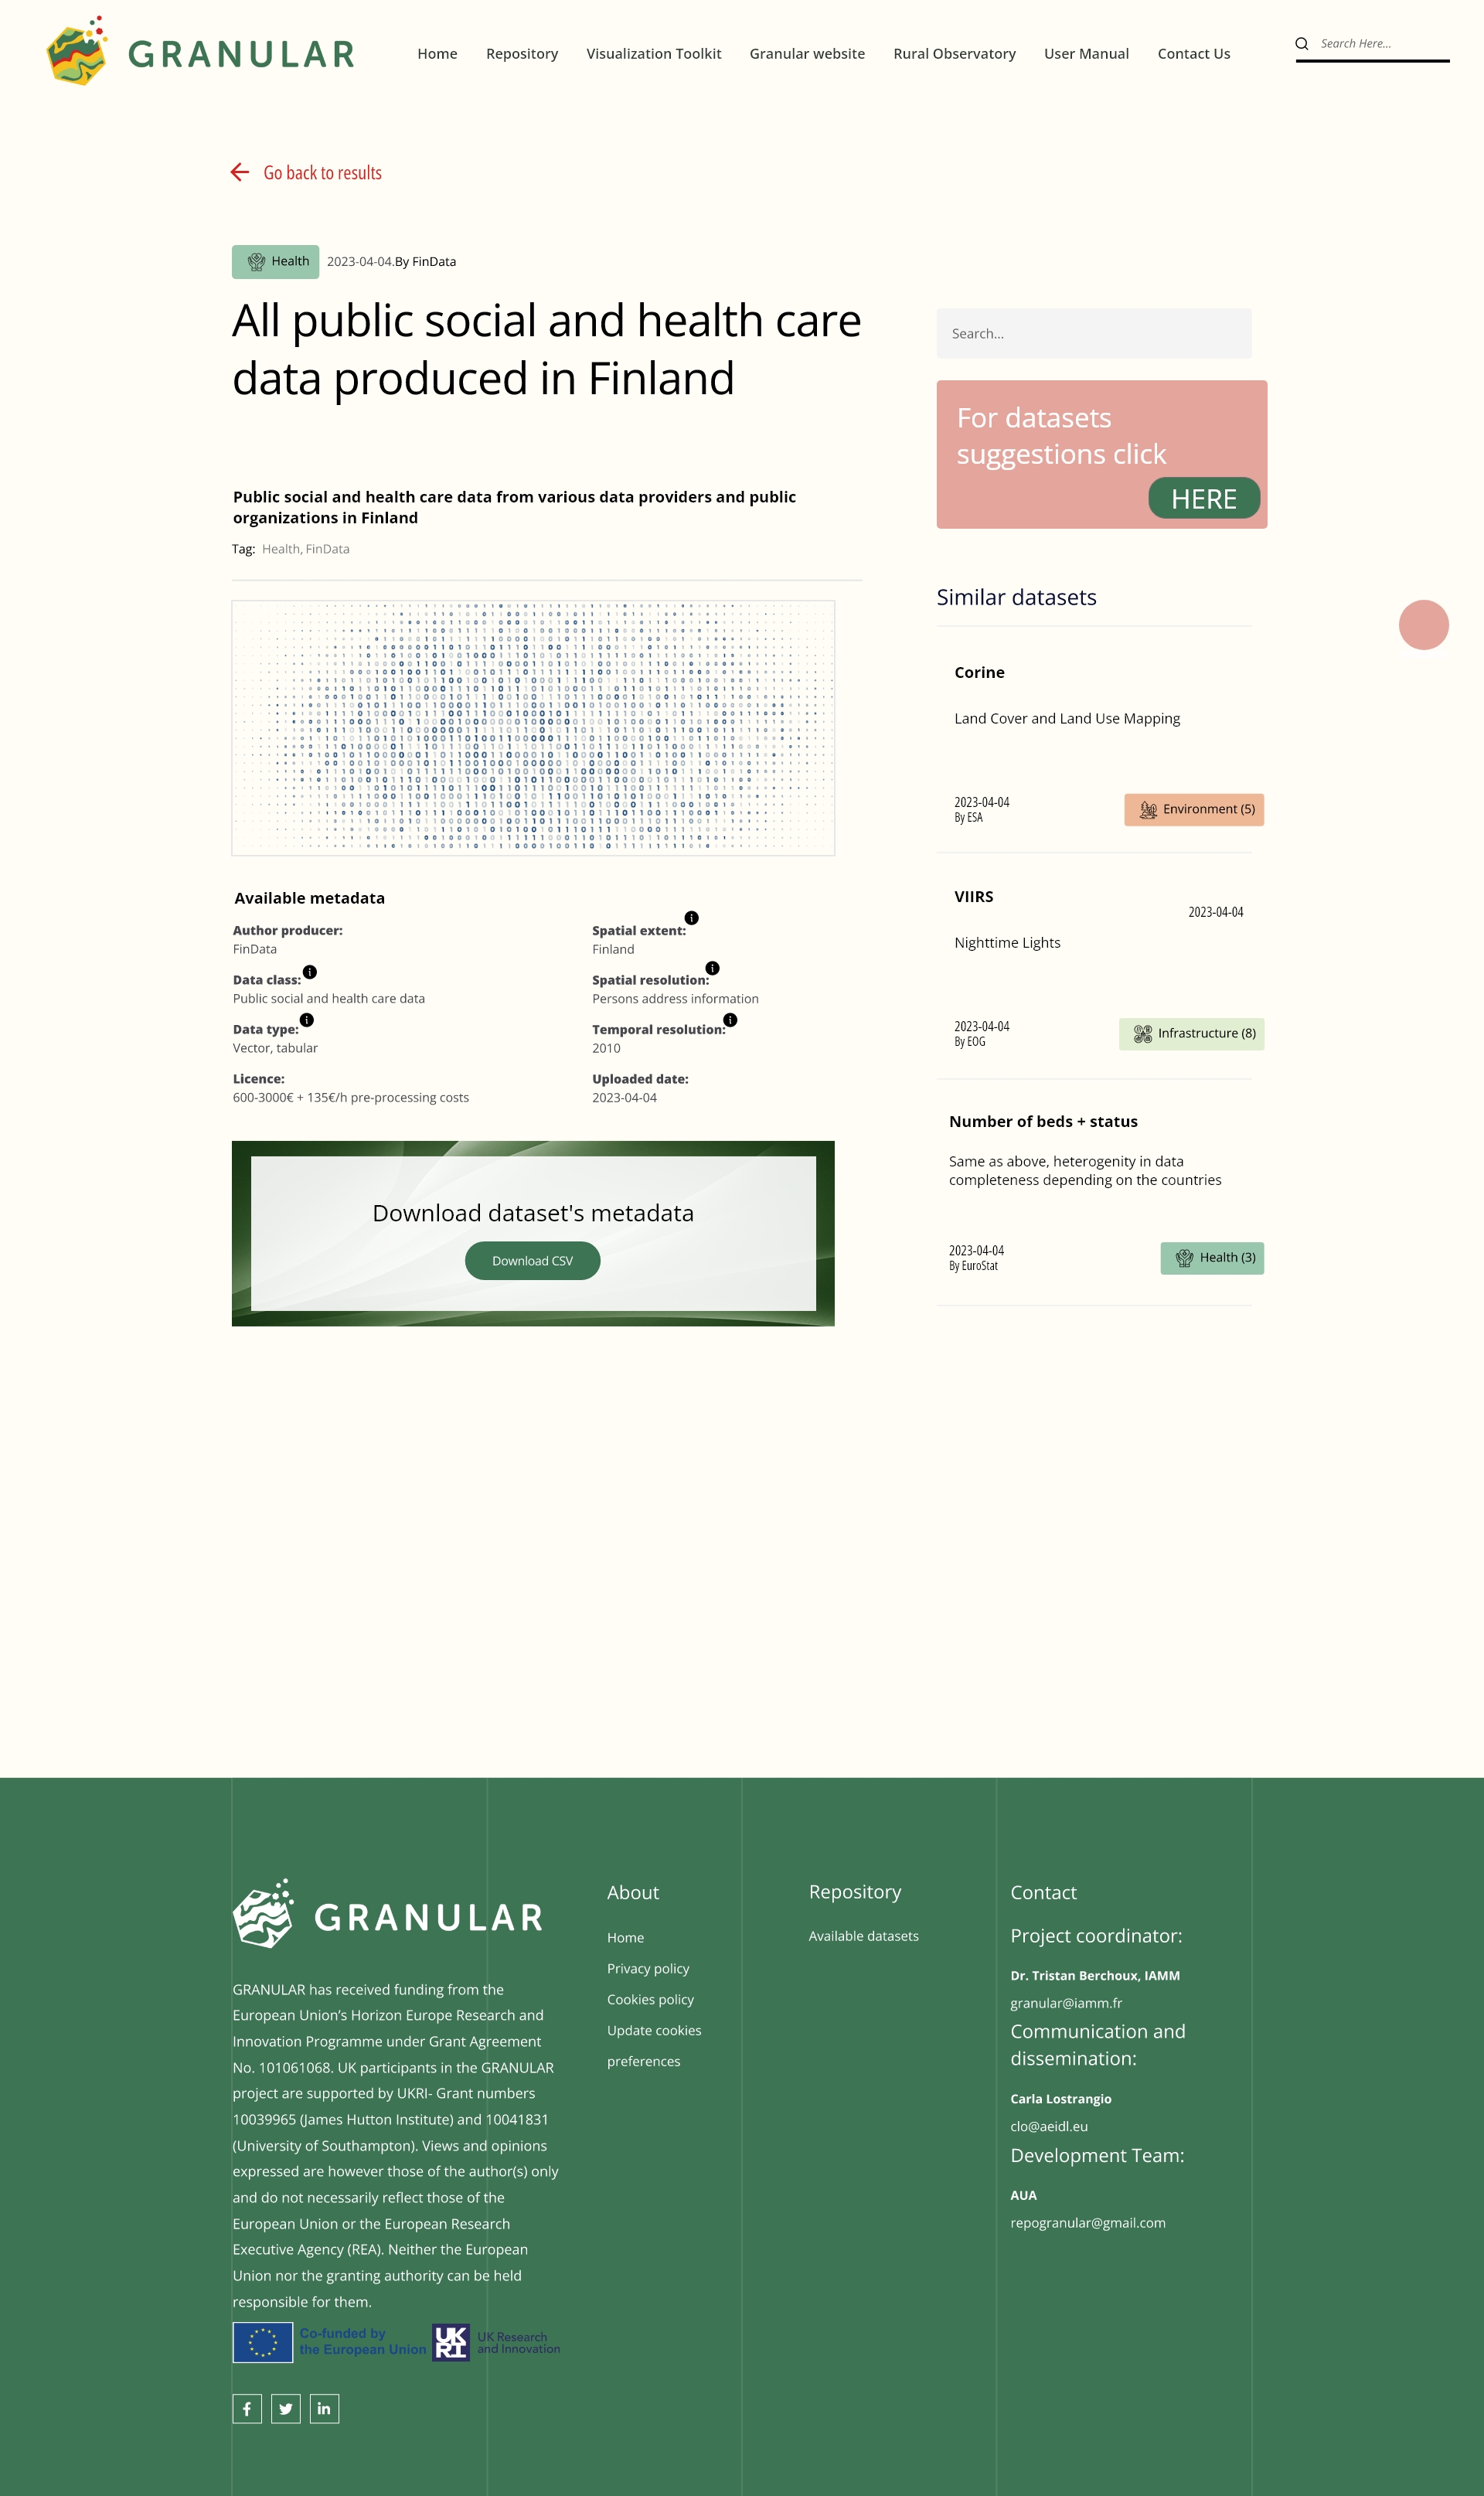 GRANULAR
Home Repository Visualization Toolkit Granular website Rural Observatory User Manual Contact Us
Search Here...
Go back to results
Health 2023-04-04.By FinData
All public social and health care
data produced in Finland
Public social and health care data from various data providers and public
organizations in Finland
Tag: Health, FinData
Available metadata
Author producer:
FinData
Data class:
Public social and health care data
Data type:
Vector, tabular
Licence:
600-3000€ + 135€/h pre-processing costs
Spatial extent:
Finland
Spatial resolution:
Persons address information
Temporal resolution:
2010
Uploaded date:
2023-04-04
Download dataset's metadata
Download CSV
Search...
For datasets
suggestions click
HERE
Similar datasets
Corine
Land Cover and Land Use Mapping
2023-04-04
By ESA
Environment (5)
VIIRS
2023-04-04
Nighttime Lights
2023-04-04
By EOG
Infrastructure (8)
Number of beds + status
Same as above, heterogenity in data
completeness depending on the countries
2023-04-04
By EuroStat
Health (3)
GRANULAR
GRANULAR has received funding from the
European Union’s Horizon Europe Research and
Innovation Programme under Grant Agreement
No. 101061068. UK participants in the GRANULAR
project are supported by UKRI- Grant numbers
10039965 (James Hutton Institute) and 10041831
(University of Southampton). Views and opinions
expressed are however those of the author(s) only
and do not necessarily reflect those of the
European Union or the European Research
Executive Agency (REA). Neither the European
Union nor the granting authority can be held
responsible for them.
Co-funded by
the European Union
UK
RI
UK Research
and Innovation
About
Home
Privacy policy
Cookies policy
Update cookies
preferences
Repository
Available datasets
Contact
Project coordinator:
Dr. Tristan Berchoux, IAMM
granular@iamm.fr
Communication and
dissemination:
Carla Lostrangio
clo@aeidl.eu
Development Team:
AUA
repogranular@gmail.com